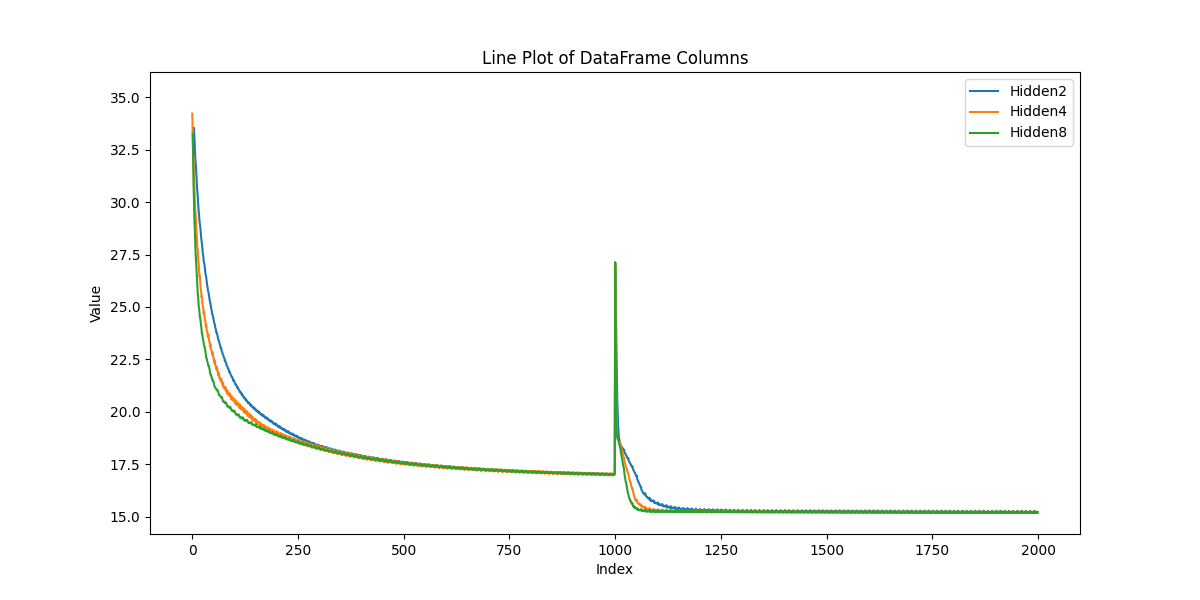 Line Plot of DataFrame Columns
Hidden2
Hidden4
Hidden8
35.0
32.5
30.0
27.5
25.0
22.5
20.0
17.5
15.0
Value
0 250 500 750 1000 1250 1500 1750 2000
Index